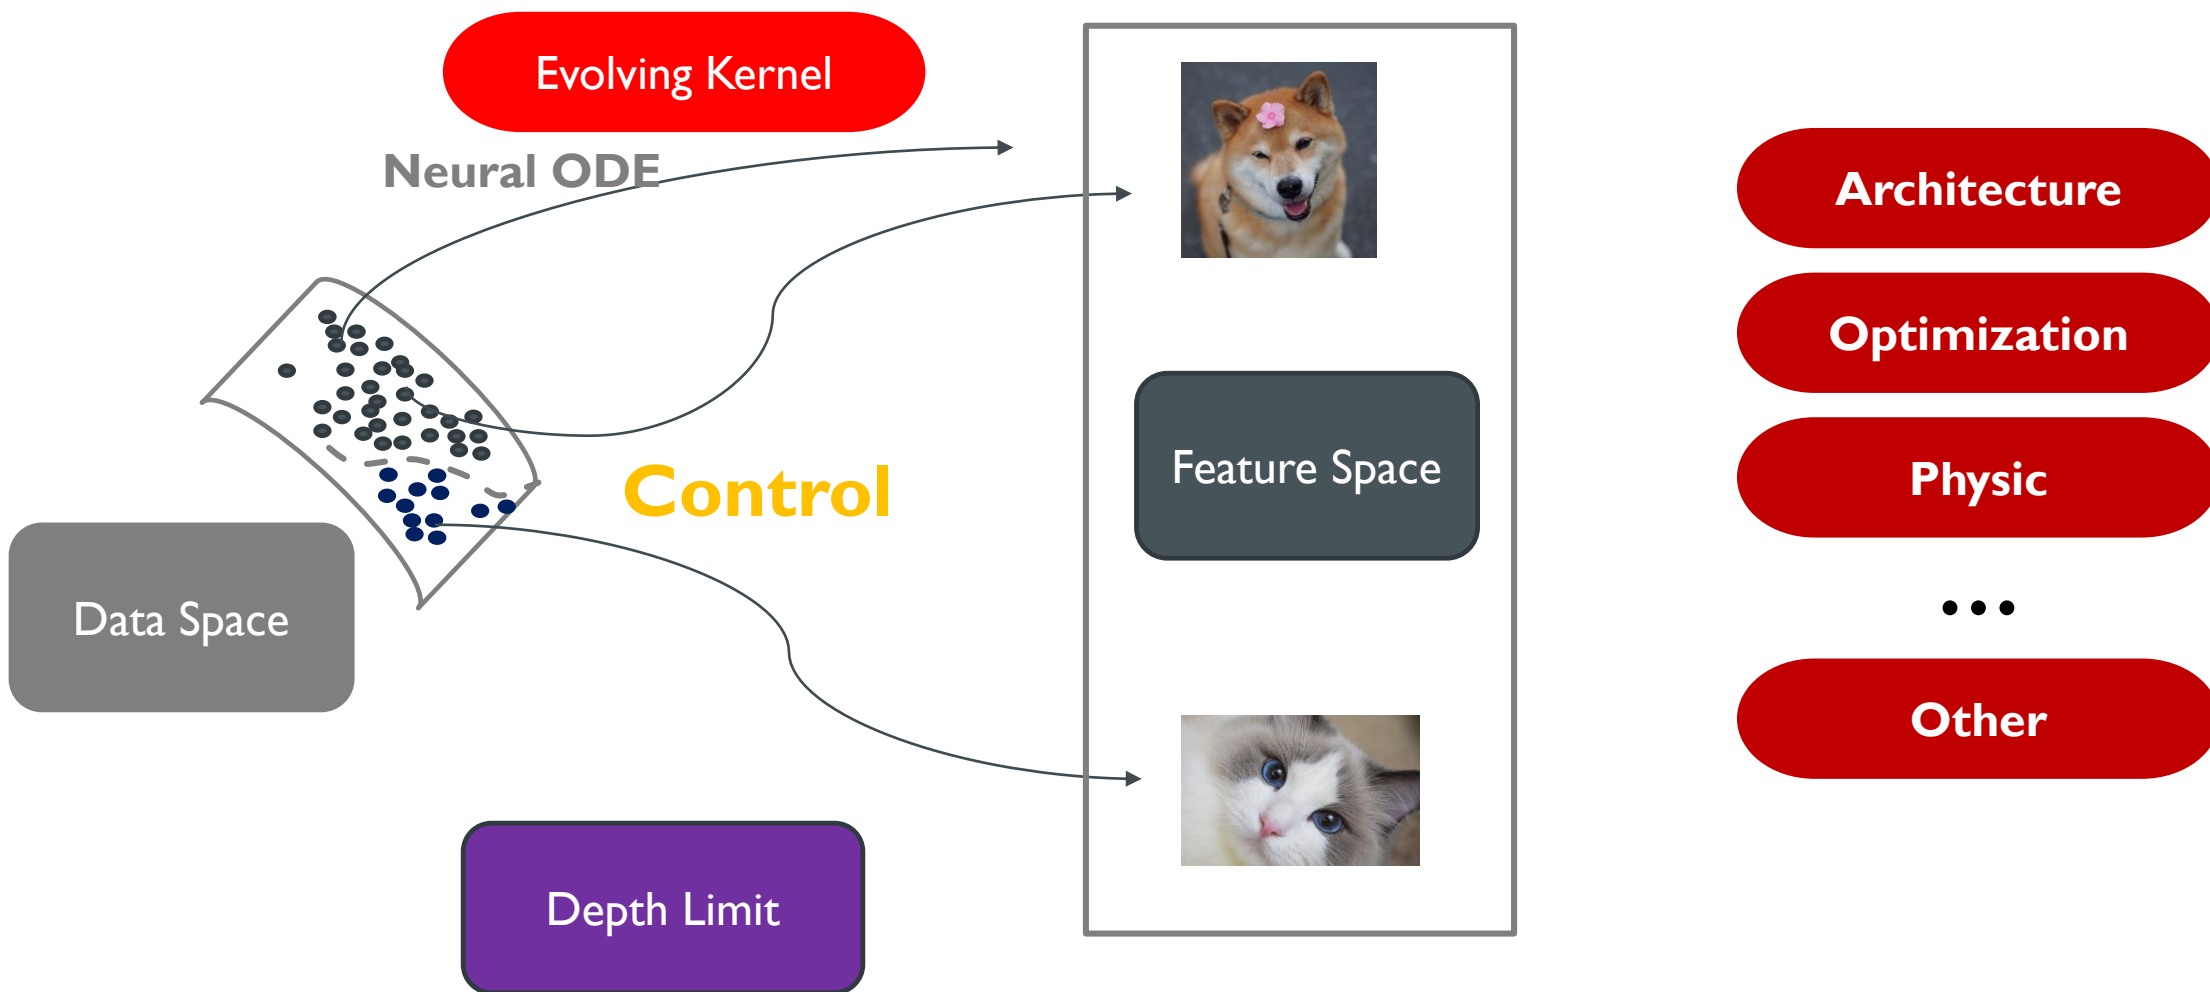 Evolving Kernel
Neural ODE
Control
Data Space
Depth Limit
Feature Space
Architecture
Optimization
Physic
...
Other